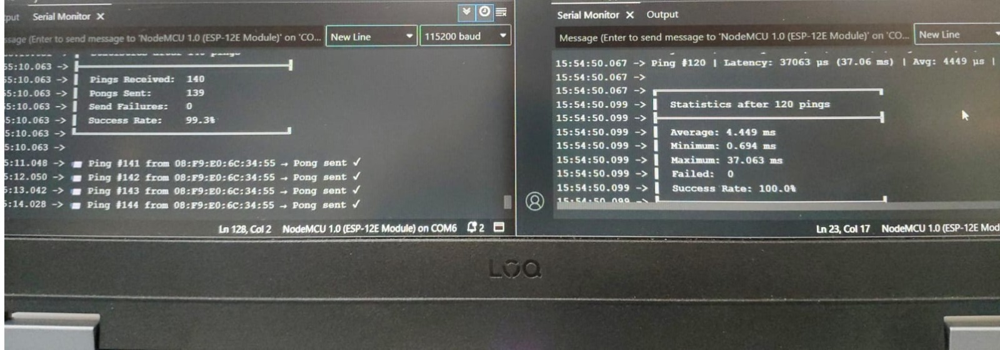 put Serial Monitor X
ssage (Enter to send message to 'NodeMCU 1.0 (ESP-12E Module)' on 'CO... New Line 115200 baud
55:10.063 ->
55:10.063 -> Pings Received: 140
5:10.063 -> Pongs Sent: 139
5:10.063 -> Send Failures: 0
5:10.063 -> Success Rate: 99.3%
5:10.063 ->
5:10.063 ->
5:11.048 -> Ping #141 from 08:F9:E0:6C:34:55 → Pong sent ✓
5:12.050 -> Ping #142 from 08:F9:E0:6C:34:55 → Pong sent ✓
5:13.042 -> Ping #143 from 08:F9:E0:6C:34:55 → Pong sent ✓
5:14.028 -> Ping #144 from 08:F9:E0:6C:34:55 → Pong sent ✓
Ln 128, Col 2 NodeMCU 1.0 (ESP-12E Module) on COM6 2
Serial Monitor X Output
Message (Enter to send message to 'NodeMCU 1.0 (ESP-12E Module)' on 'CO... New Line
15:54:50.067 -> Ping #120 | Latency: 37063 µs (37.06 ms) | Avg: 4449 µs |
15:54:50.067 ->
15:54:50.067 ->
15:54:50.099 -> Statistics after 120 pings
15:54:50.099 ->
15:54:50.099 -> Average: 4.449 ms
15:54:50.099 -> Minimum: 0.694 ms
15:54:50.099 -> Maximum: 37.063 ms
15:54:50.099 -> Failed: 0
15:54:50.099 -> Success Rate: 100.0%
15:54:50.099 ->
Ln 23, Col 17 NodeMCU 1.0 (ESP-12E Mod
LOQ